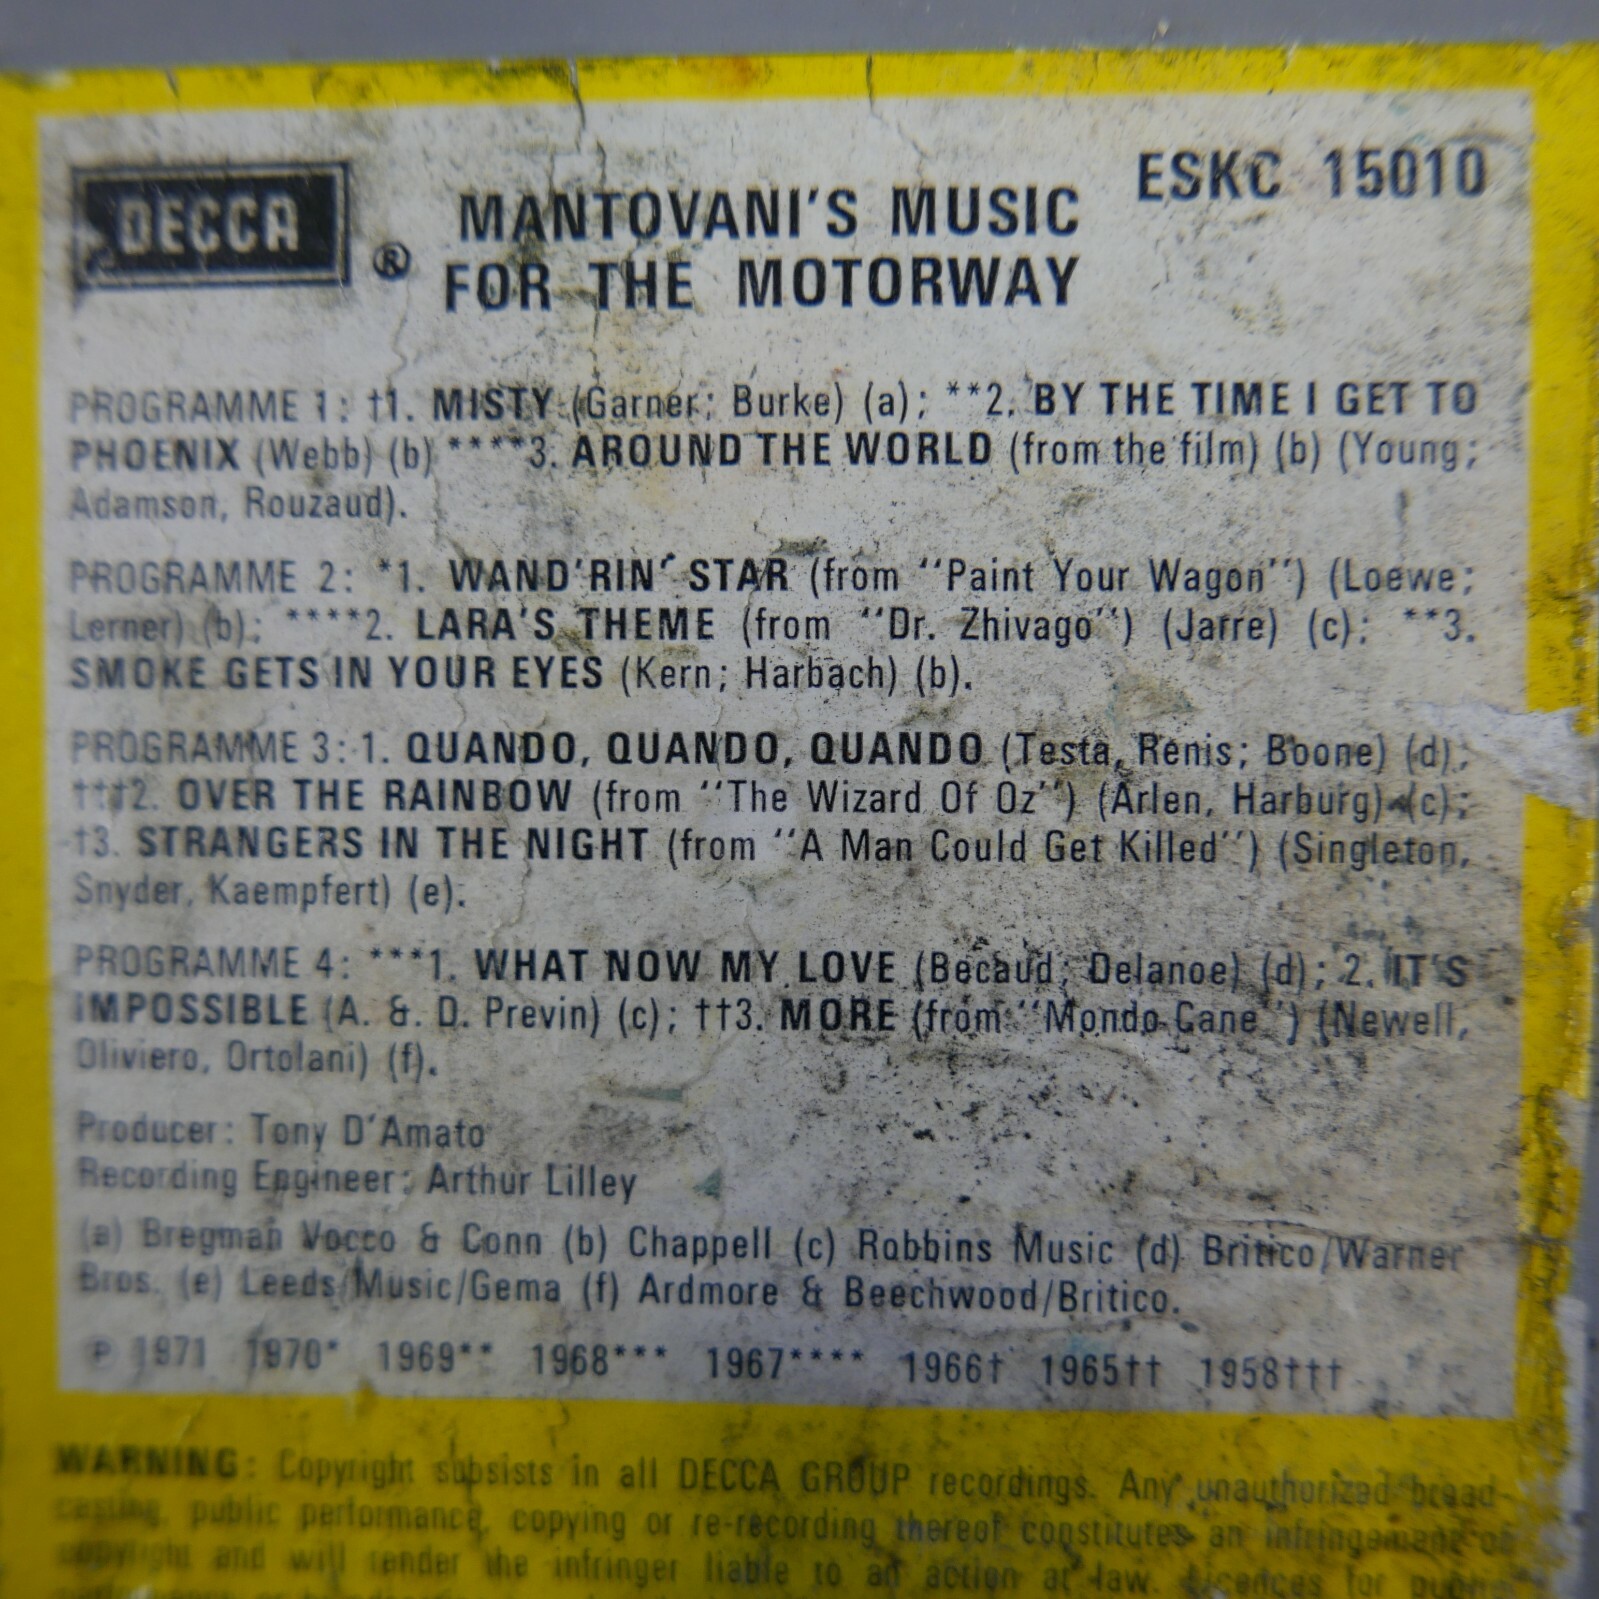 DECCA ®
MANTOVANI'S MUSIC
FOR THE MOTORWAY
ESKC 15010
PROGRAMME 1: †1. MISTY (Garner; Burke) (a); **2. BY THE TIME I GET TO
PHOENIX (Webb) (b) ****3. AROUND THE WORLD (from the film) (b) (Young;
Adamson, Rouzaud).
PROGRAMME 2: *1. WAND'RIN' STAR (from "Paint Your Wagon") (Loewe;
Lerner) (b); ****2. LARA'S THEME (from "Dr. Zhivago") (Jarre) (c); **3.
SMOKE GETS IN YOUR EYES (Kern; Harbach) (b).
PROGRAMME 3: 1. QUANDO, QUANDO, QUANDO (Testa, Renis; Boone) (d);
†††2. OVER THE RAINBOW (from "The Wizard Of Oz") (Arlen, Harburg) (c);
†3. STRANGERS IN THE NIGHT (from "A Man Could Get Killed") (Singleton,
Snyder, Kaempfert) (e).
PROGRAMME 4: ***1. WHAT NOW MY LOVE (Becaud; Delanoe) (d); 2. IT'S
IMPOSSIBLE (A. & D. Previn) (c); ††3. MORE (from "Mondo Cane") (Newell,
Oliviero, Ortolani) (f).
Producer: Tony D'Amato
Recording Engineer: Arthur Lilley
(a) Bregman Vocco & Conn (b) Chappell (c) Robbins Music (d) Britico/Warner
Bros. (e) Leeds/Music/Gema (f) Ardmore & Beechwood/Britico.
℗ 1971 1970* 1969** 1968*** 1967**** 1966† 1965†† 1958†††
WARNING: Copyright subsists in all DECCA GROUP recordings. Any unauthorized broad-
casting, public performance, copying or re-recording thereof constitutes an infringement of
copyright and will render the infringer liable to an action at law. Licences for public